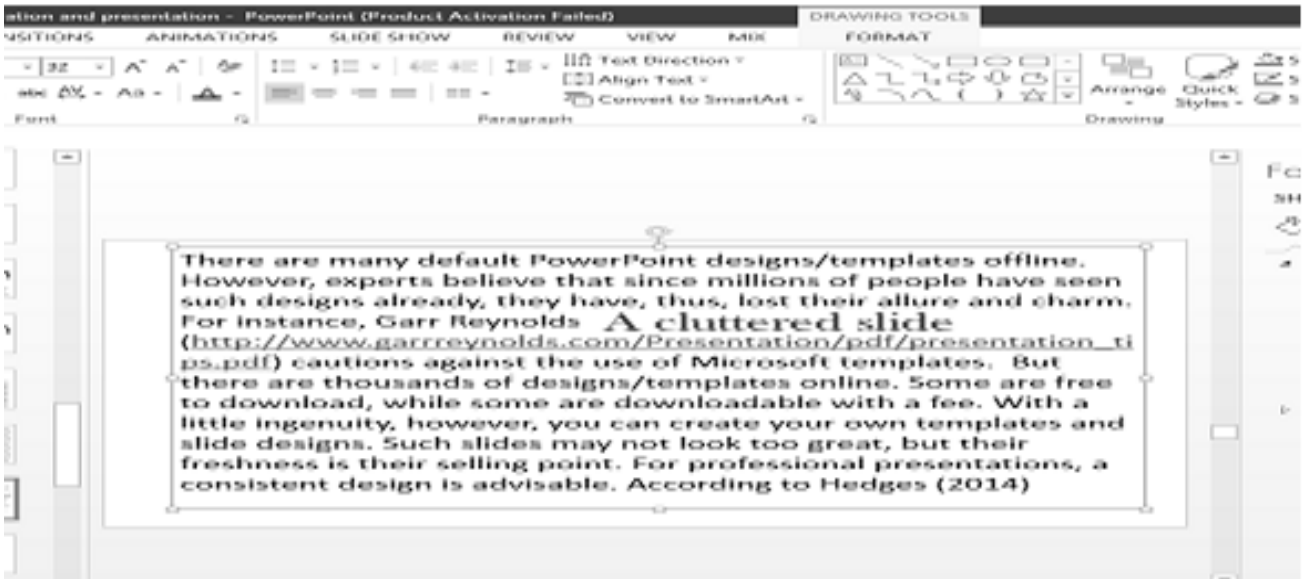 ation and presentation - PowerPoint (Product Activation Failed)
DRAWING TOOLS
NSITIONS ANIMATIONS SLIDE SHOW REVIEW VIEW MIX FORMAT
32 A A Text Direction
Align Text
abc AV Aa A Convert to SmartArt
Arrange Quick Styles
Font Paragraph Drawing
There are many default PowerPoint designs/templates offline.
However, experts believe that since millions of people have seen
such designs already, they have, thus, lost their allure and charm.
For instance, Garr Reynolds A cluttered slide
(http://www.garrreynolds.com/Presentation/pdf/presentation_ti
ps.pdf) cautions against the use of Microsoft templates. But
there are thousands of designs/templates online. Some are free
to download, while some are downloadable with a fee. With a
little ingenuity, however, you can create your own templates and
slide designs. Such slides may not look too great, but their
freshness is their selling point. For professional presentations, a
consistent design is advisable. According to Hedges (2014)
Fo
SH